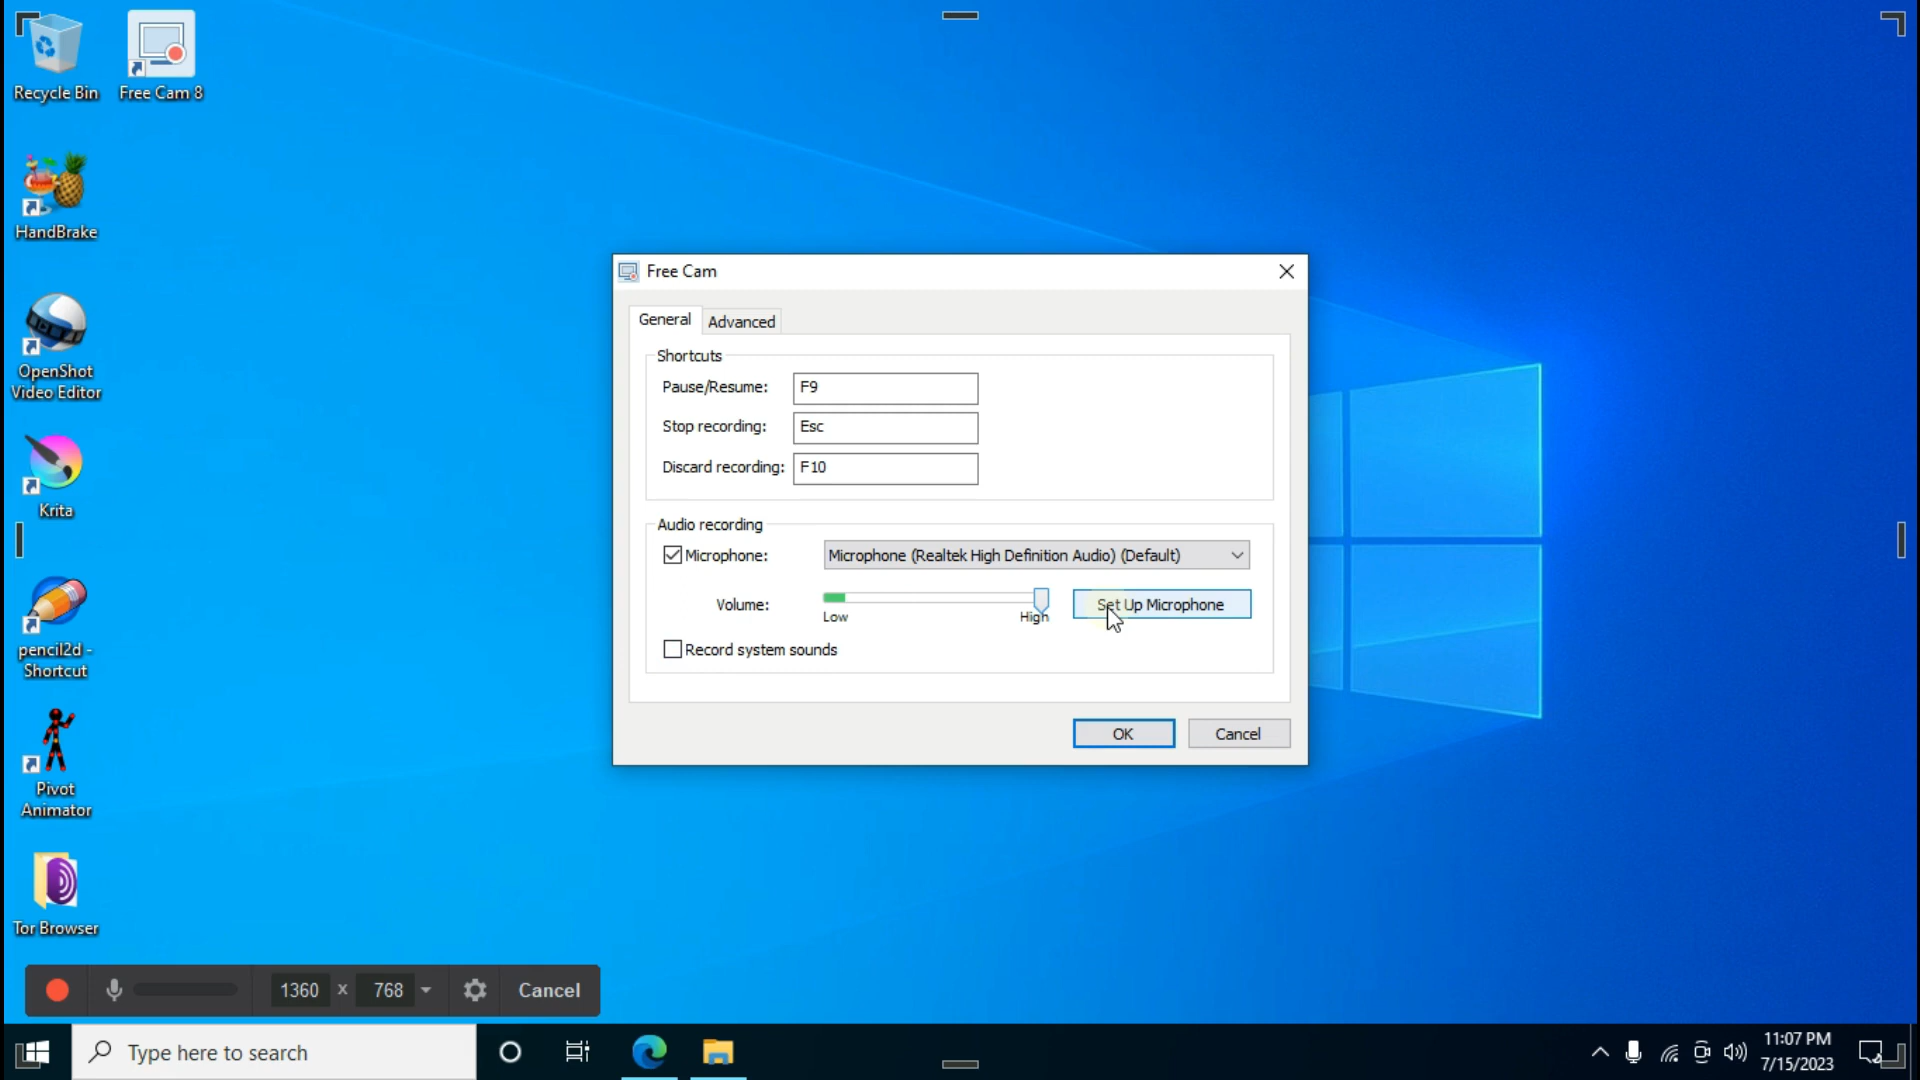 Recycle Bin
Free Cam 8
HandBrake
OpenShot
Video Editor
Krita
pencil2d -
Shortcut
Pivot
Animator
Tor Browser
Free Cam
General
Advanced
Shortcuts
Pause/Resume:
F9
Stop recording:
Esc
Discard recording:
F10
Audio recording
Microphone:
Microphone (Realtek High Definition Audio) (Default)
Volume:
Low
High
Set Up Microphone
Record system sounds
OK
Cancel
1360 x 768
Cancel
Type here to search
11:07 PM
7/15/2023